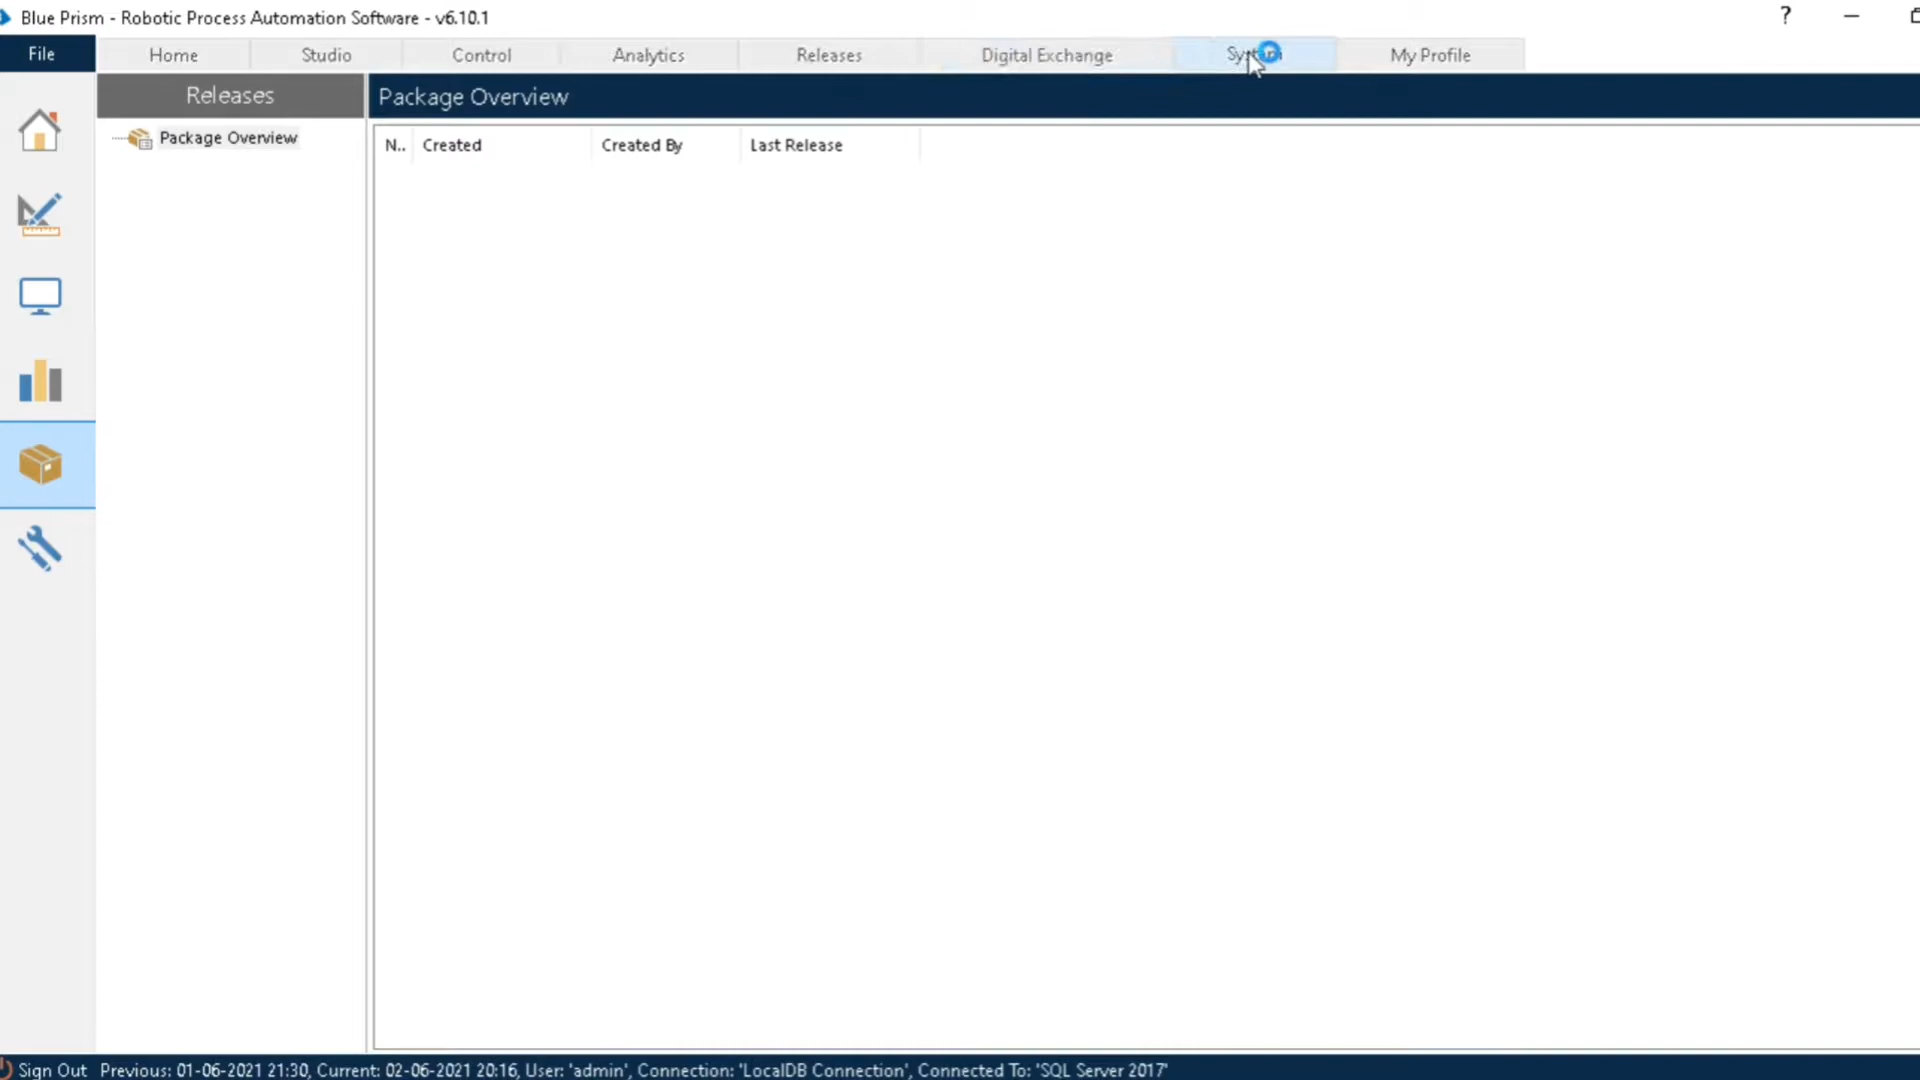 Blue Prism - Robotic Process Automation Software - v6.10.1
?
File Home Studio Control Analytics Releases Digital Exchange System My Profile
Releases
Package Overview
Package Overview
N.. Created Created By Last Release
Sign Out Previous: 01-06-2021 21:30, Current: 02-06-2021 20:16, User: 'admin', Connection: 'LocalDB Connection', Connected To: 'SQL Server 2017'